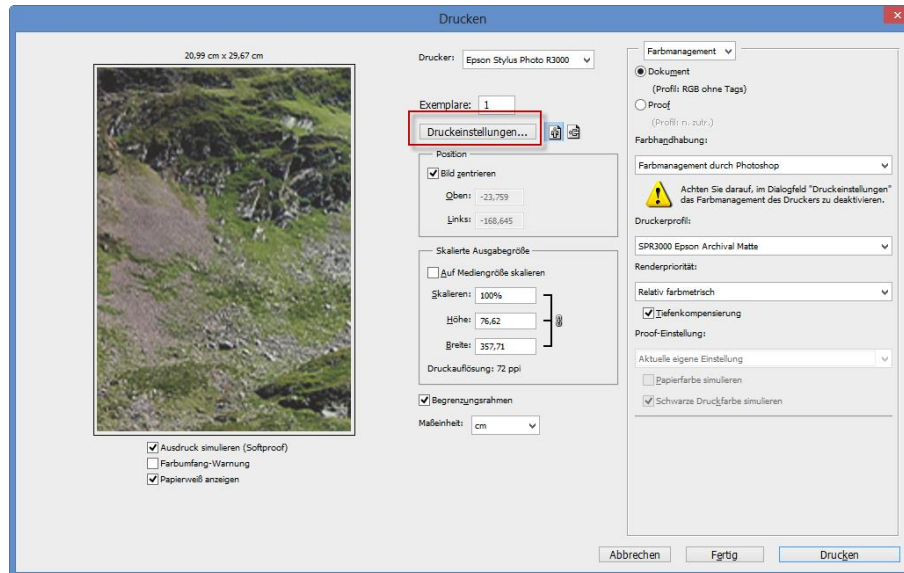 Drucken
20,99 cm x 29,67 cm
Ausdruck simulieren (Softproof)
Farbumfang-Warnung
Papierweiß anzeigen
Drucker: Epson Stylus Photo R3000
Exemplare: 1
Druckeinstellungen...
Position
Bild zentrieren
Oben: -23,759
Links: -168,645
Skalierte Ausgabegröße
Auf Mediengröße skalieren
Skalieren: 100%
Höhe: 76,62
Breite: 357,71
Druckauflösung: 72 ppi
Begrenzungsrahmen
Maßeinheit: cm
Farbmanagement
Dokument
(Profil: RGB ohne Tags)
Proof
(Profil: n. zutr.)
Farbhandhabung:
Farbmanagement durch Photoshop
Achten Sie darauf, im Dialogfeld "Druckeinstellungen"
das Farbmanagement des Druckers zu deaktivieren.
Druckerprofil:
SPR3000 Epson Archival Matte
Renderpriorität:
Relativ farbmetrisch
Tiefenkompensierung
Proof-Einstellung:
Aktuelle eigene Einstellung
Papierfarbe simulieren
Schwarze Druckfarbe simulieren
Abbrechen Fertig Drucken